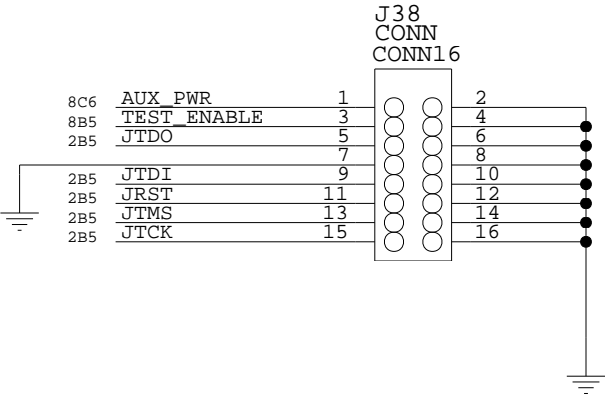 J38
CONN
CONN16
8C6 AUX_PWR 1 2
8B5 TEST_ENABLE 3 4
2B5 JTDO 5 6
7 8
2B5 JTDI 9 10
2B5 JRST 11 12
2B5 JTMS 13 14
2B5 JTCK 15 16